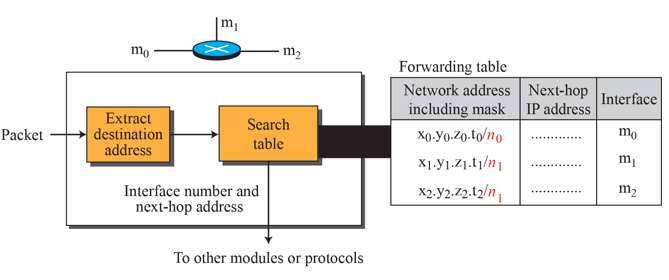 m₁
m₀
m₂
Forwarding table
Network address
including mask
Next-hop
IP address
Interface
Packet
Extract
destination
address
Search
table
x₀.y₀.z₀.t₀/n₀ ............ m₀
x₁.y₁.z₁.t₁/n₁ ............ m₁
x₂.y₂.z₂.t₂/n₁ ............ m₂
Interface number and
next-hop address
To other modules or protocols